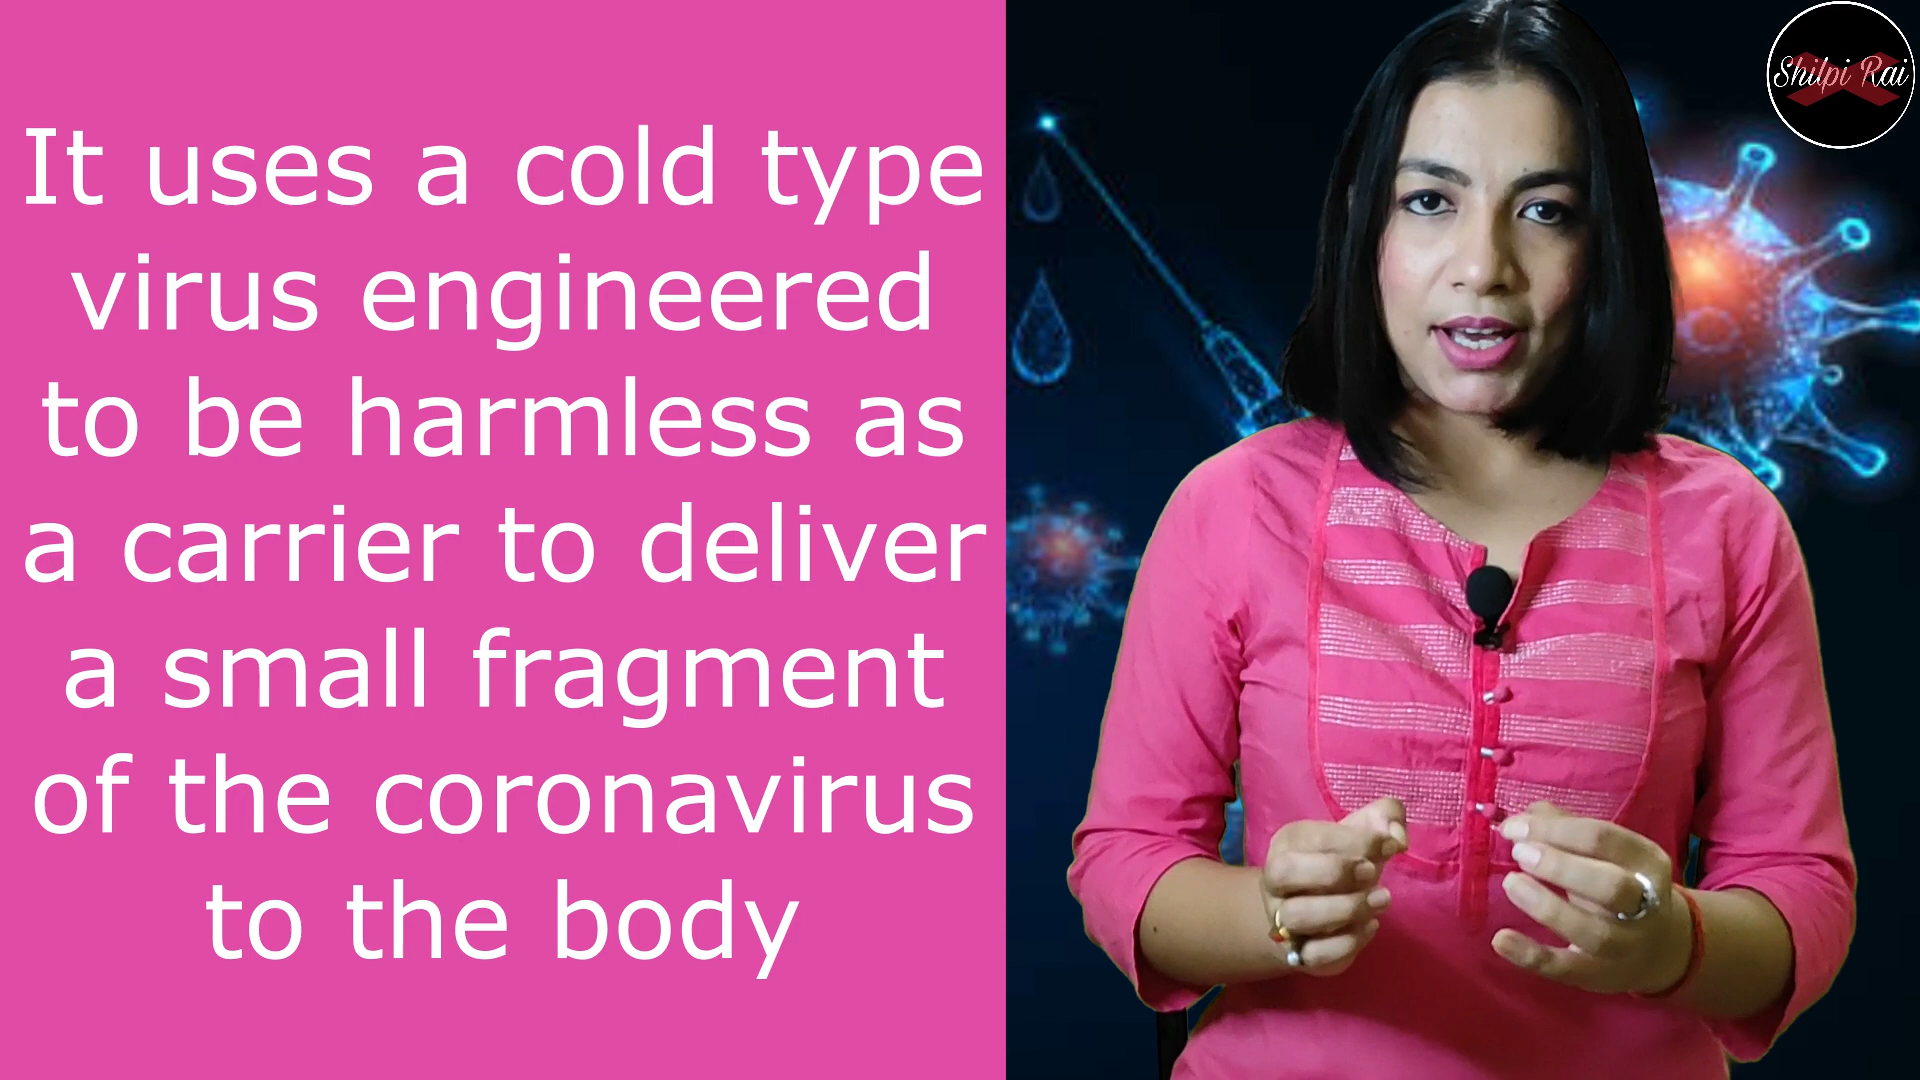 It uses a cold type
virus engineered
to be harmless as
a carrier to deliver
a small fragment
of the coronavirus
to the body
Shilpi Rai